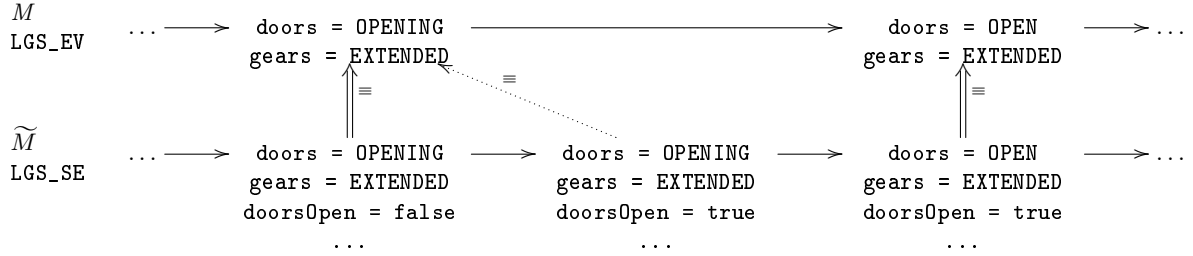 M
LGS_EV
... doors = OPENING doors = OPEN ...
gears = EXTENDED gears = EXTENDED
≡ ≡ ≡
M̃
LGS_SE
... doors = OPENING doors = OPENING doors = OPEN ...
gears = EXTENDED gears = EXTENDED gears = EXTENDED
doorsOpen = false doorsOpen = true doorsOpen = true
... ... ...